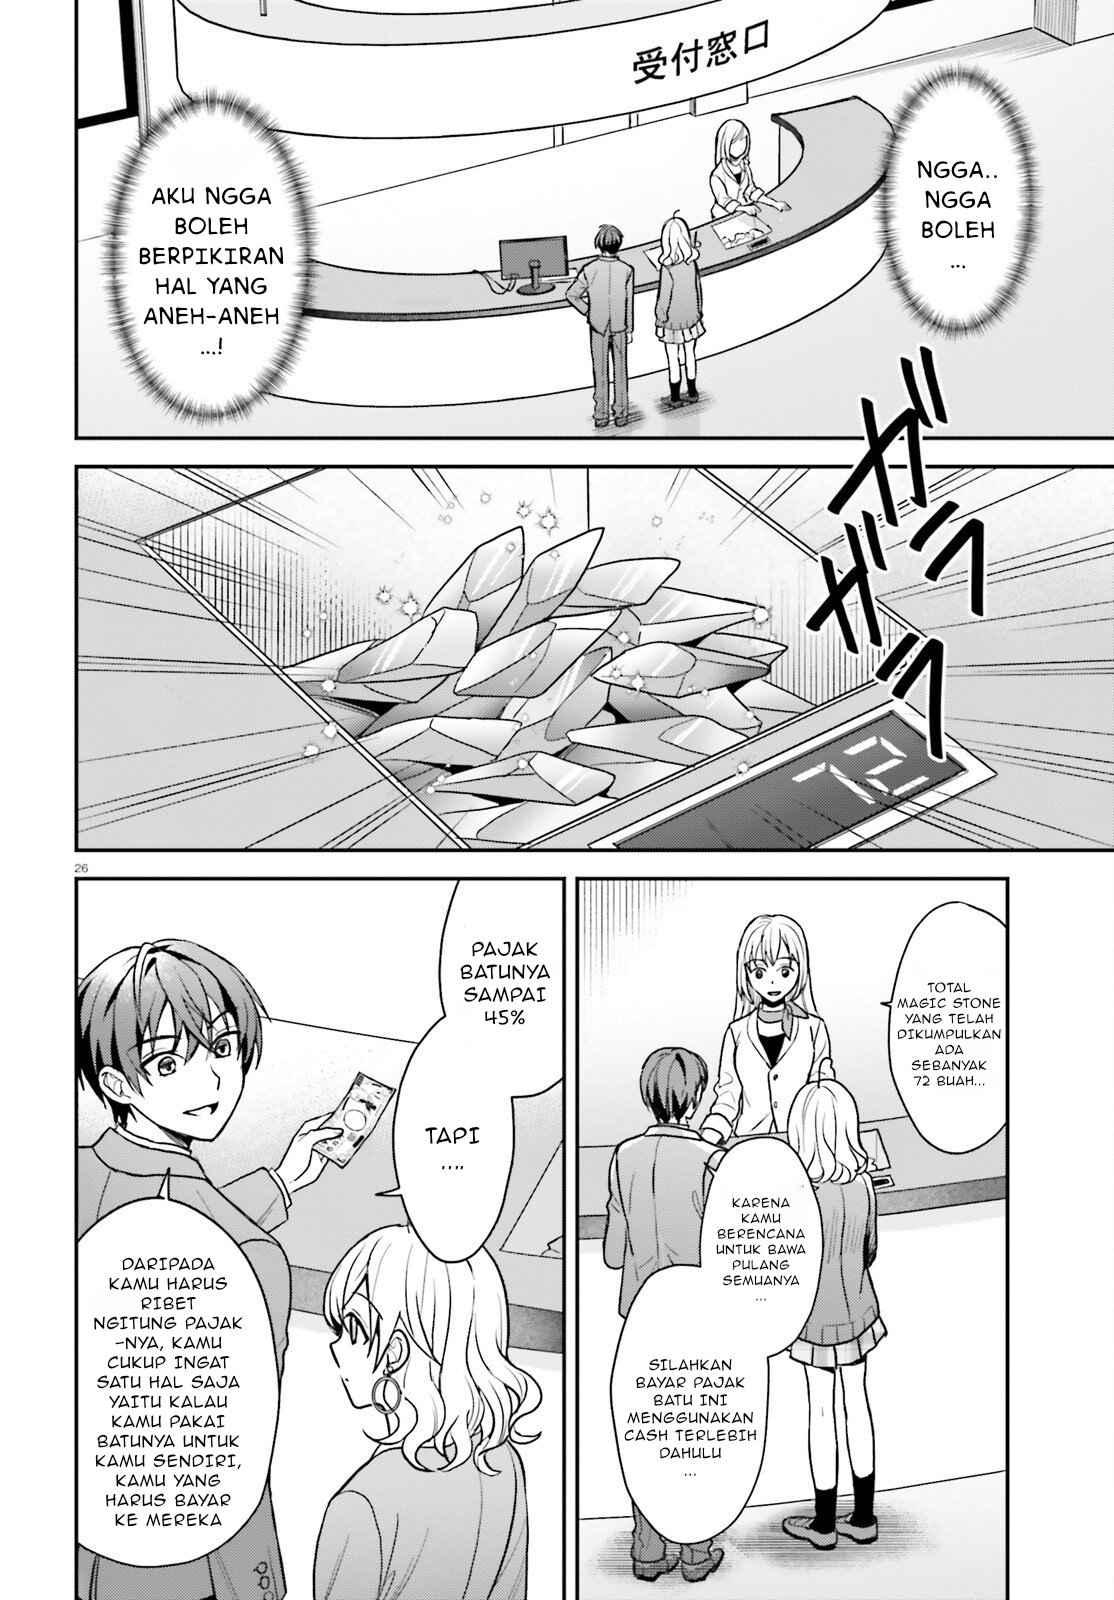 受付窓口
NGGA..
NGGA
BOLEH
...
AKU NGGA
BOLEH
BERPIKIRAN
HAL YANG
ANEH-ANEH
...!
ガラ
ガラ
72
26
TOTAL
MAGIC STONE
YANG TELAH
DIKUMPULKAN
ADA
SEBANYAK
72 BUAH...
KARENA
KAMU
BERENCANA
UNTUK BAWA
PULANG
SEMUANYA
...
SILAHKAN
BAYAR PAJAK
BATU INI
MENGGUNAKAN
CASH TERLEBIH
DAHULU
...
PAJAK
BATUNYA
SAMPAI
45%
TAPI
....
DARIPADA
KAMU HARUS
RIBET
NGITUNG PAJAK
-NYA, KAMU
CUKUP INGAT
SATU HAL SAJA
YAITU KALAU
KAMU PAKAI
BATUNYA UNTUK
KAMU SENDIRI,
KAMU YANG
HARUS BAYAR
KE MEREKA